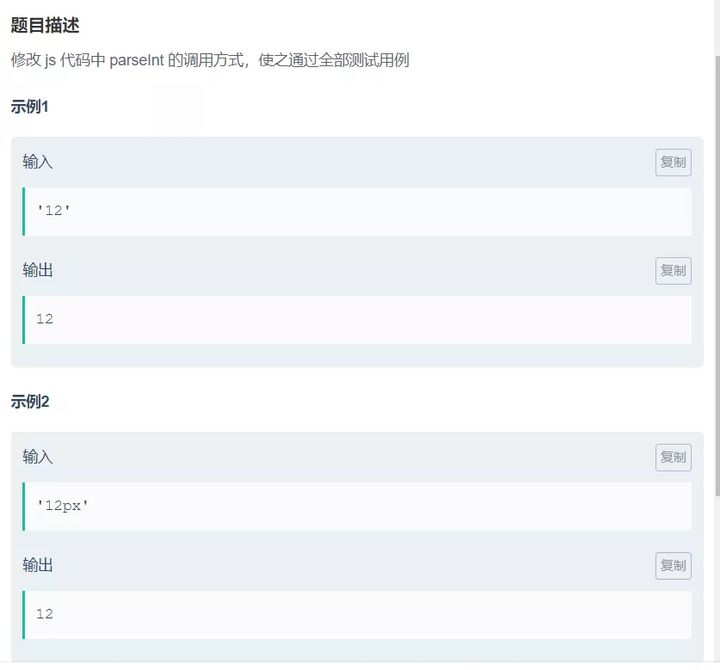 题目描述
修改 js 代码中 parseInt 的调用方式，使之通过全部测试用例
示例1
输入
复制
'12'
输出
复制
12
示例2
输入
复制
'12px'
输出
复制
12